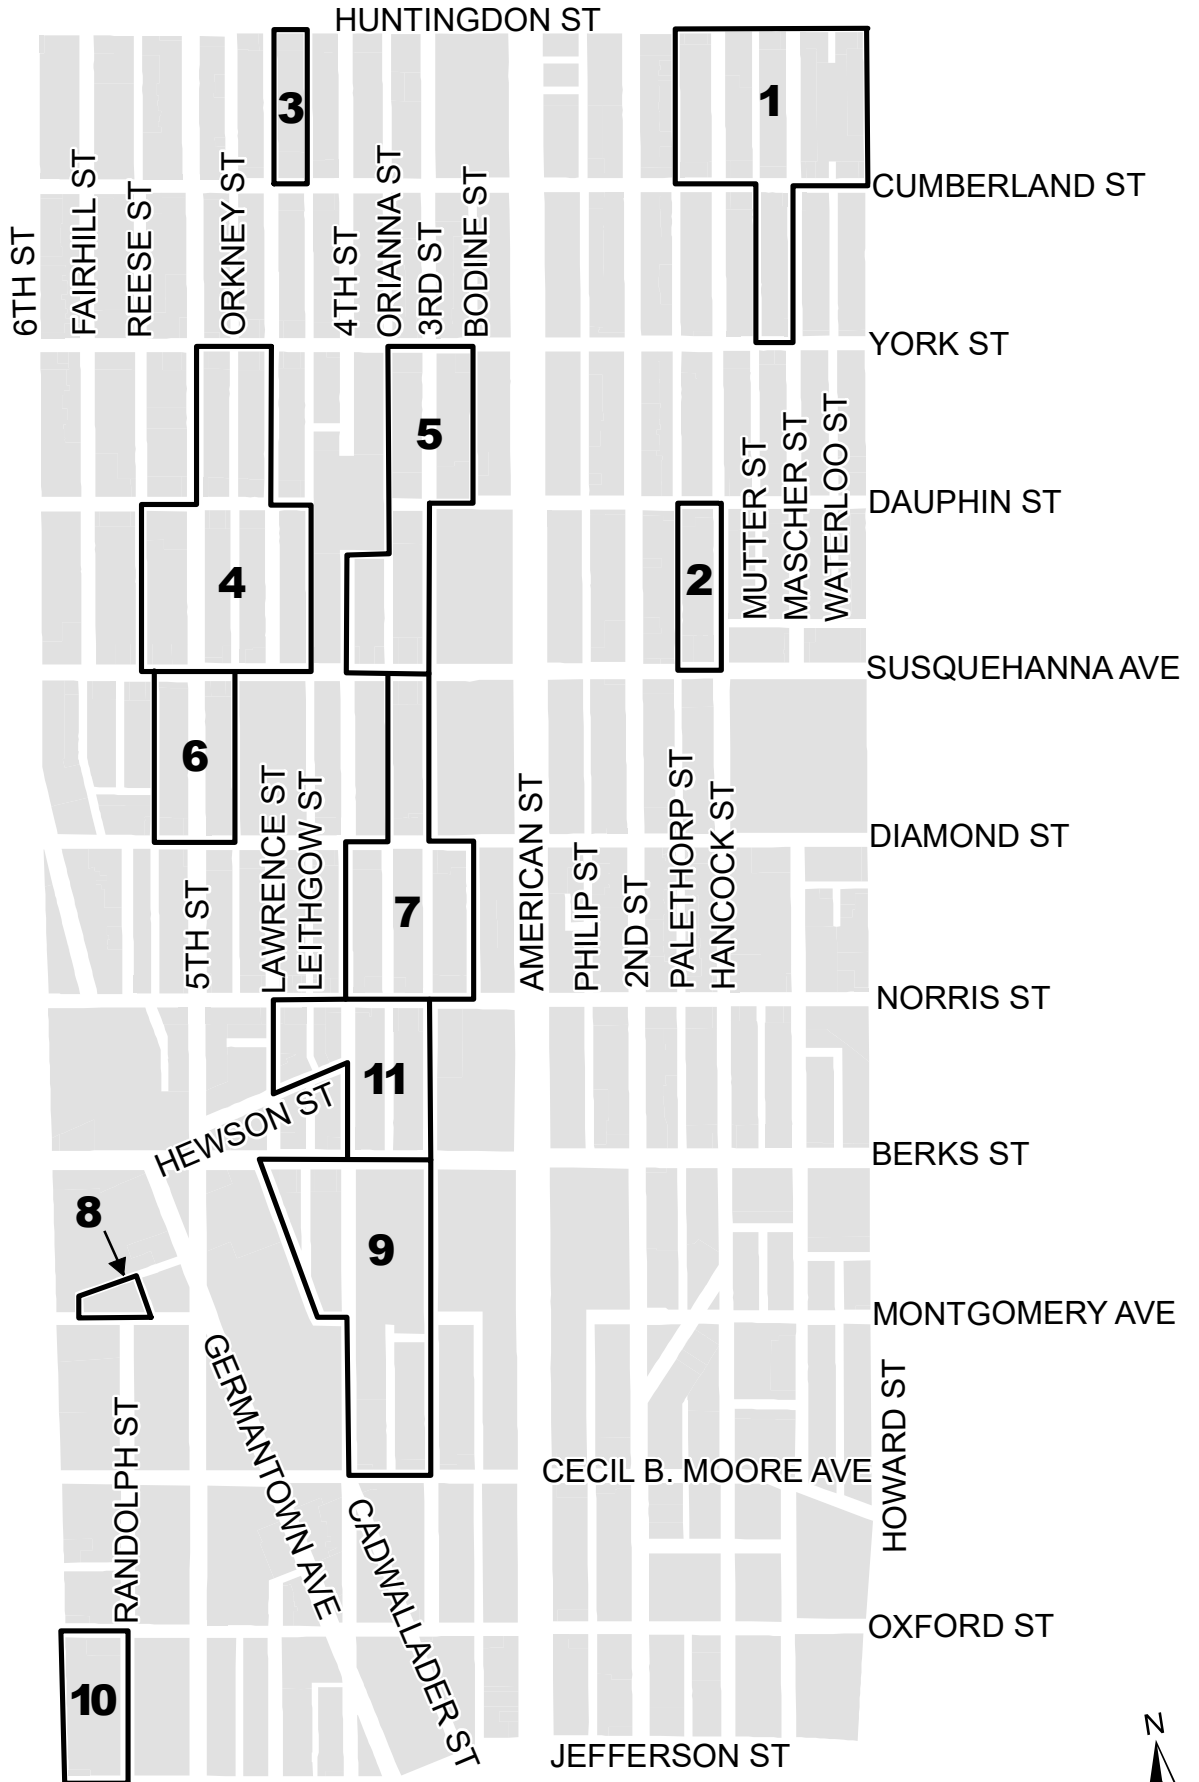 HUNTINGDON ST
3
1
CUMBERLAND ST
6TH ST
FAIRHILL ST
REESE ST
ORKNEY ST
4TH ST
ORIANNA ST
3RD ST
BODINE ST
YORK ST
5
MUTTER ST
MASCHER ST
WATERLOO ST
DAUPHIN ST
4
2
SUSQUEHANNA AVE
6
LAWRENCE ST
LEITHGOW ST
AMERICAN ST
PHILIP ST
2ND ST
PALETHORP ST
HANCOCK ST
DIAMOND ST
5TH ST
7
NORRIS ST
11
HEWSON ST
BERKS ST
8
9
MONTGOMERY AVE
GERMANTOWN AVE
RANDOLPH ST
HOWARD ST
CECIL B. MOORE AVE
CADWALLADER ST
OXFORD ST
10
JEFFERSON ST
N